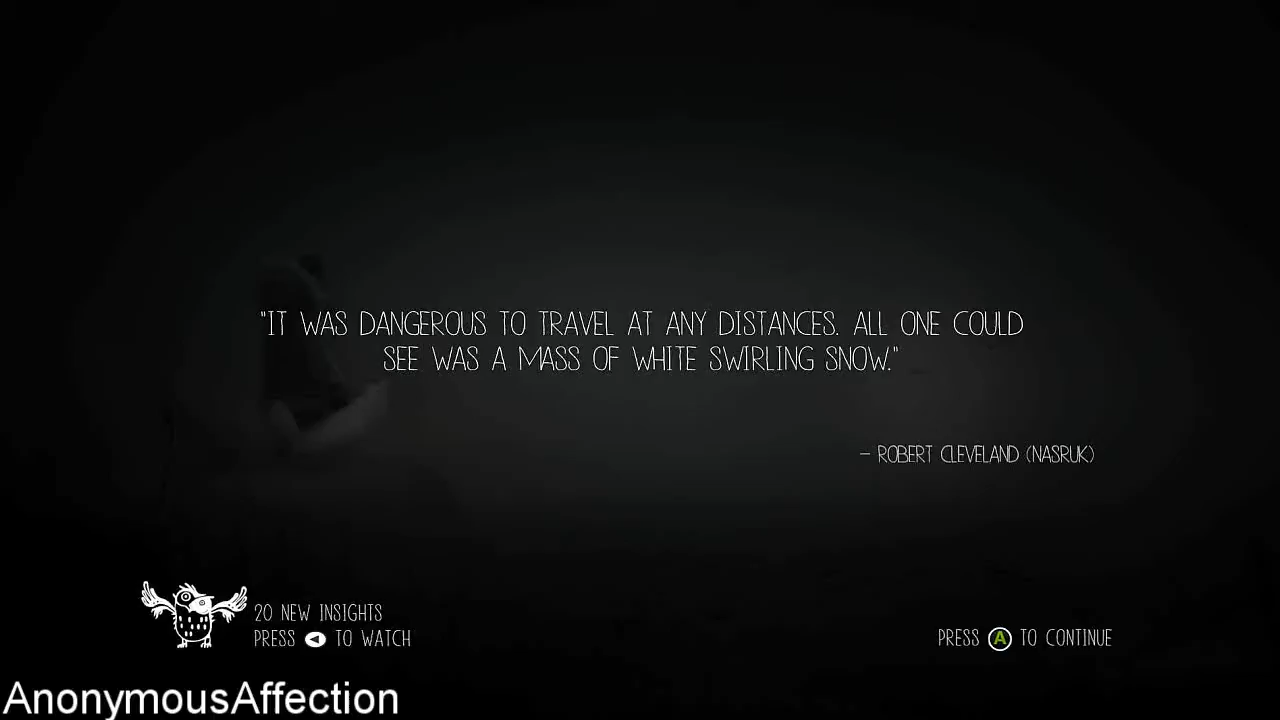 "IT WAS DANGEROUS TO TRAVEL AT ANY DISTANCES. ALL ONE COULD
SEE WAS A MASS OF WHITE SWIRLING SNOW."
– ROBERT CLEVELAND (NASRUK)
20 NEW INSIGHTS
PRESS TO WATCH
PRESS A TO CONTINUE
AnonymousAffection